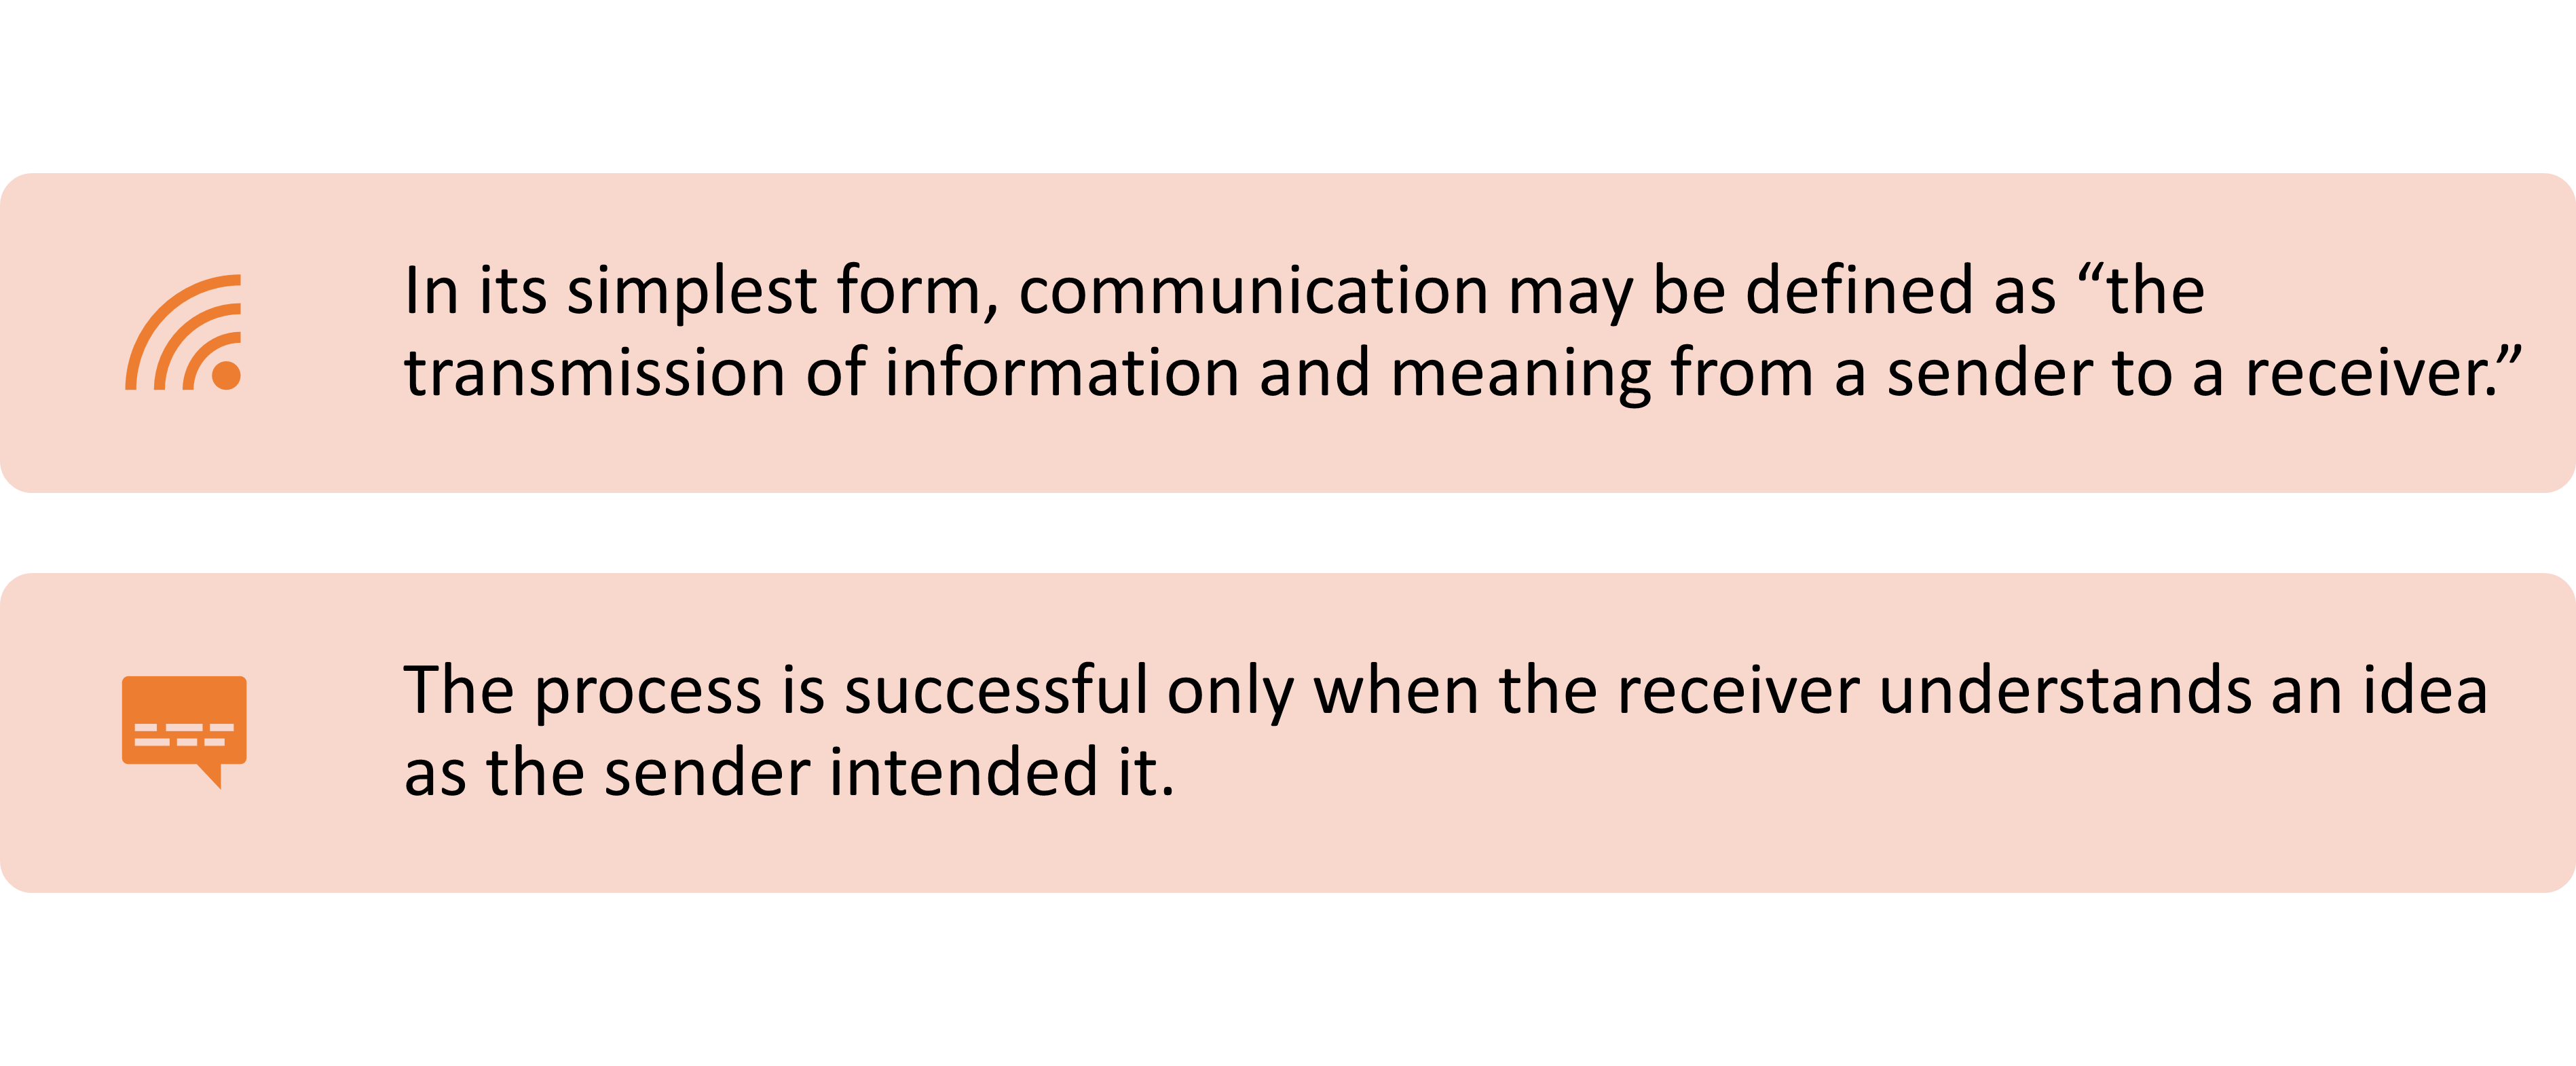 In its simplest form, communication may be defined as “the
transmission of information and meaning from a sender to a receiver.”
The process is successful only when the receiver understands an idea
as the sender intended it.